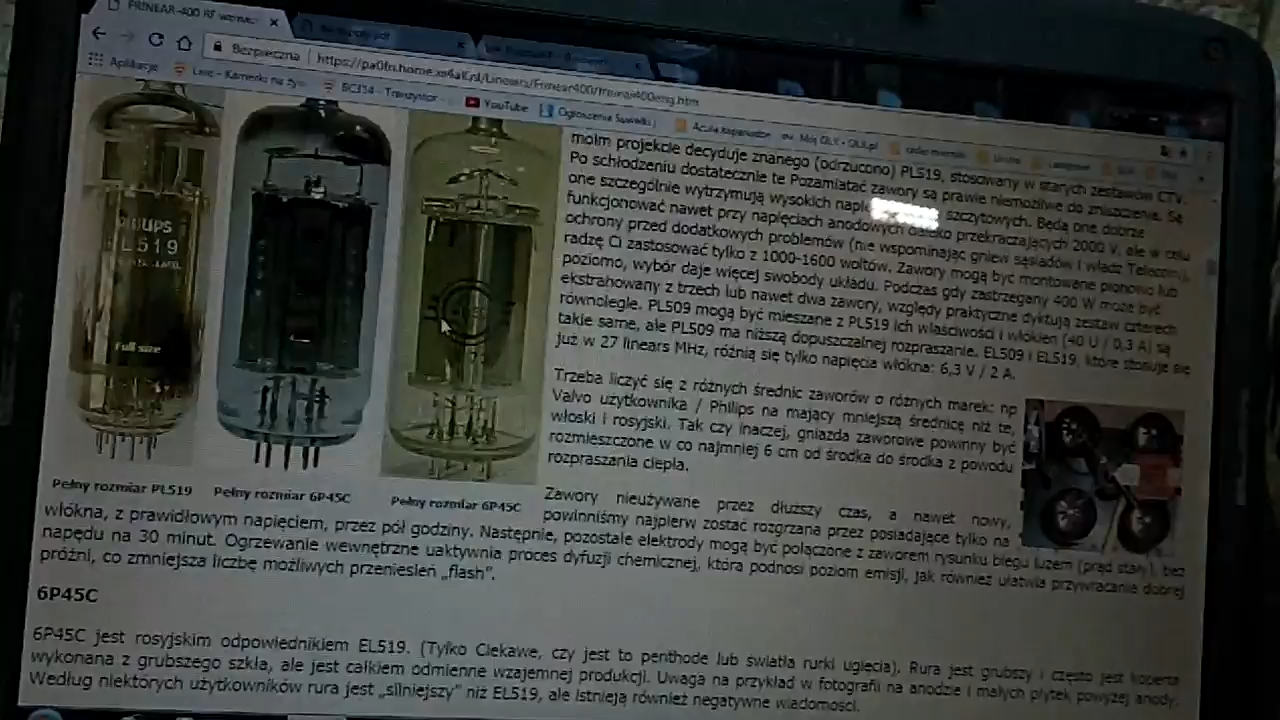 FRINEAR-400 RF
Bezpieczna
Aplikacje
BC314 - Tranzystor
YouTube
Ogłoszenia Suwałki
PHILIPS
L519
Full size
moim projekcie decyduje znanego (odrzucono) PL519, stosowany w starych zestawów CTV.
Po schłodzeniu dostatecznie te Pozamiatać zawory są prawie niemożliwe do zniszczenia. Są
one szczególnie wytrzymują wysokich szczytowych. Będą one dobrze
funkcjonować nawet przy napięciach anodowych daleko przekraczających 2000 V, ale w celu
ochrony przed dodatkowych problemów (nie wspominając gniew sąsiadów i władz Telecom),
radzę Ci zastosować tylko z 1000-1600 woltów. Zawory mogą być montowane pionowo lub
poziomo, wybór daje więcej swobody układu. Podczas gdy zastrzegany 400 W może być
ekstrahowany z trzech lub nawet dwa zawory, względy praktyczne dyktują zestaw czterech
równolegle. PL509 mogą być mieszane z PL519 ich właściwości i włókien (40 U / 0,3 A) są
takie same, ale PL509 ma niższą dopuszczalnej rozpraszanie. EL509 i EL519, które stosuje się
już w 27 linears MHz, różnią się tylko napięcia włókna: 6,3 V / 2 A.
Trzeba liczyć się z różnych średnic zaworów o różnych marek: np
Valvo użytkownika / Philips na mający mniejszą średnicę niż te,
włoski i rosyjski. Tak czy inaczej, gniazda zaworowe powinny być
rozmieszczone w co najmniej 6 cm od środka do środka z powodu
rozpraszania ciepła.
Pełny rozmiar PL519
Pełny rozmiar 6P45C
Pełny rozmiar 6P45C
Zawory nieużywane przez dłuższy czas, a nawet nowy,
powinniśmy najpierw zostać rozgrzana przez posiadające tylko na
włókna, z prawidłowym napięciem, przez pół godziny. Następnie, pozostałe elektrody mogą być połączone z zaworem rysunku biegu luzem (prąd stały), bez
napędu na 30 minut. Ogrzewanie wewnętrzne uaktywnia proces dyfuzji chemicznej, która podnosi poziom emisji, jak również ułatwia przywracanie dobrej
próżni, co zmniejsza liczbę możliwych przeniesień „flash”.
6P45C
6P45C jest rosyjskim odpowiednikiem EL519. (Tylko Ciekawe, czy jest to penthode lub światła rurki ugięcia). Rura jest grubszy i często jest koperta
wykonana z grubszego szkła, ale jest całkiem odmienne wzajemnej produkcji. Uwaga na przykład w fotografii na anodzie i małych płytek powyżej anody.
Według niektórych użytkowników rura jest „silniejszy” niż EL519, ale istnieją również negatywne wiadomości.